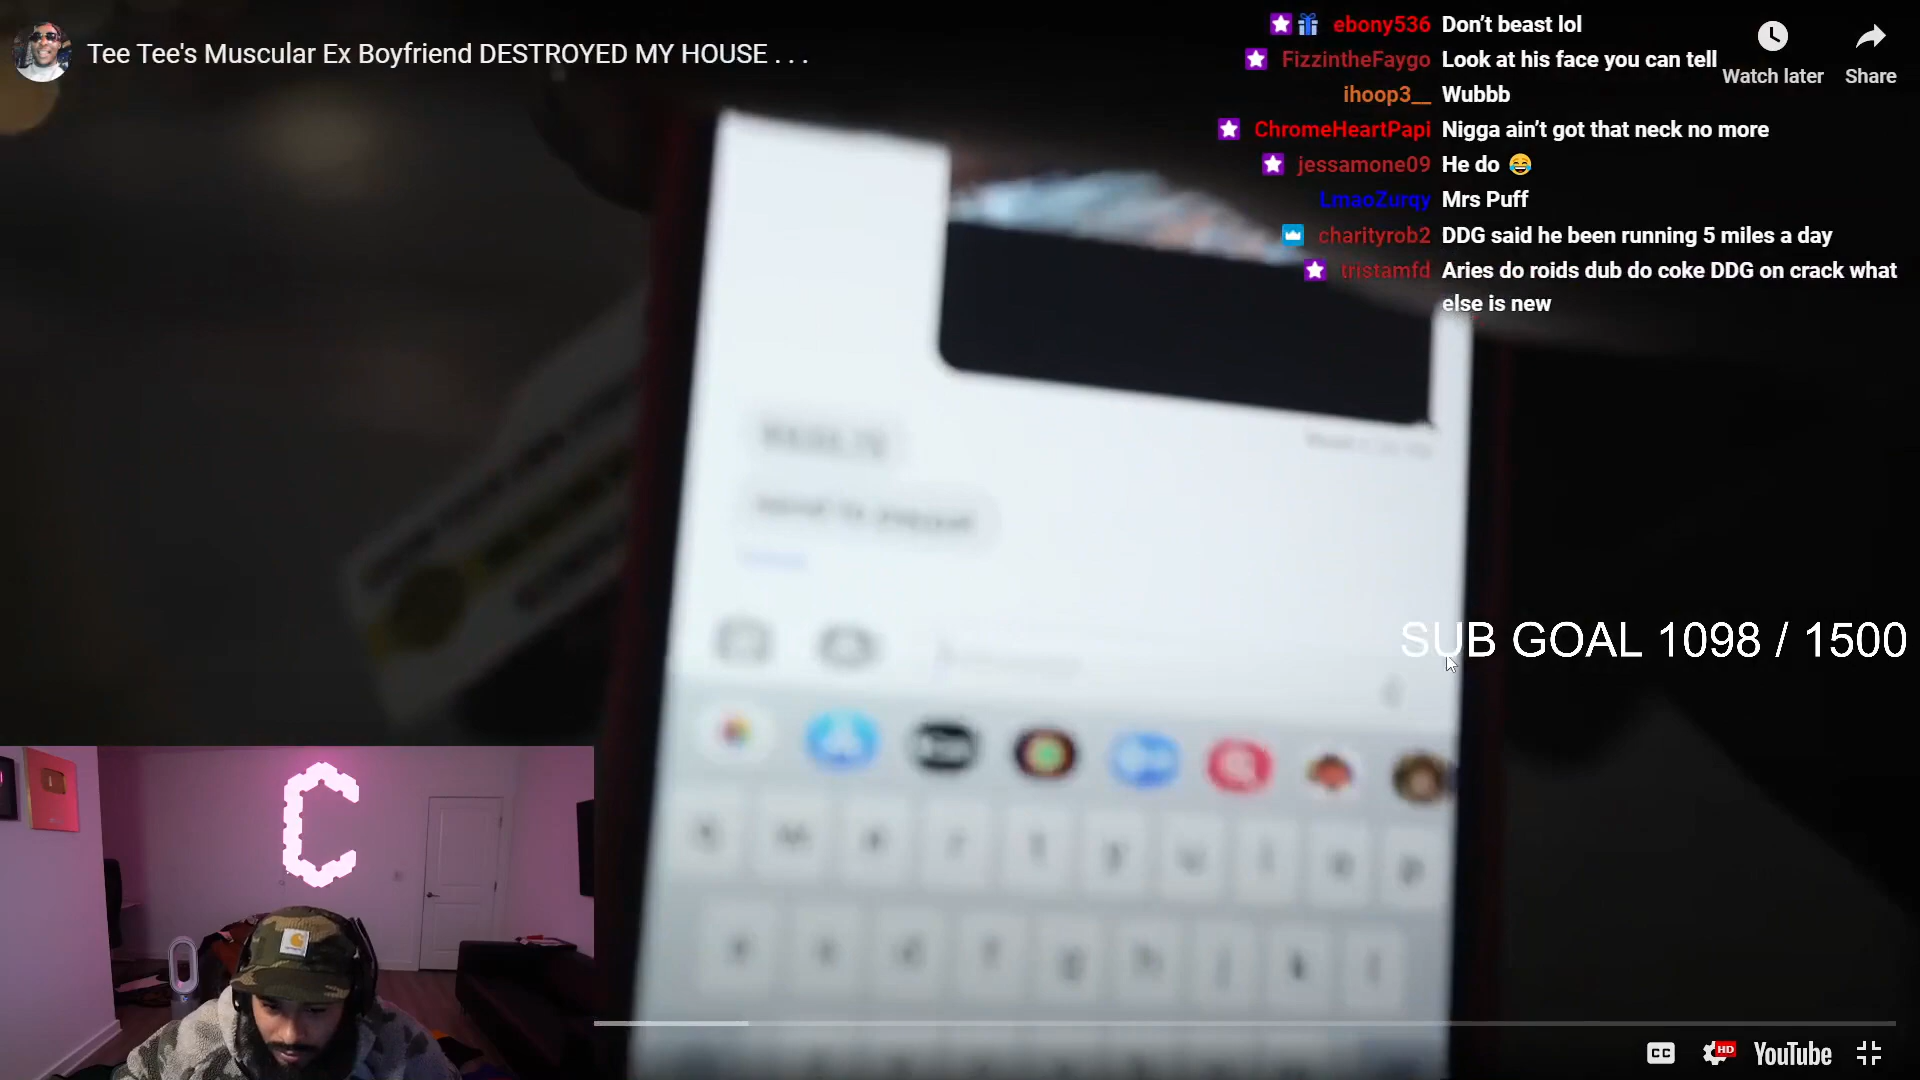 Tee Tee's Muscular Ex Boyfriend DESTROYED MY HOUSE . . .
Watch later
Share
ebony536 Don't beast lol
FizzintheFaygo Look at his face you can tell
ihoop3__ Wubbb
ChromeHeartPapi Nigga ain't got that neck no more
jessamone09 He do 😂
LmaoZurqy Mrs Puff
charityrob2 DDG said he been running 5 miles a day
tristamfd Aries do roids dub do coke DDG on crack what
else is new
SUB GOAL 1098 / 1500
C
CC
HD
YouTube